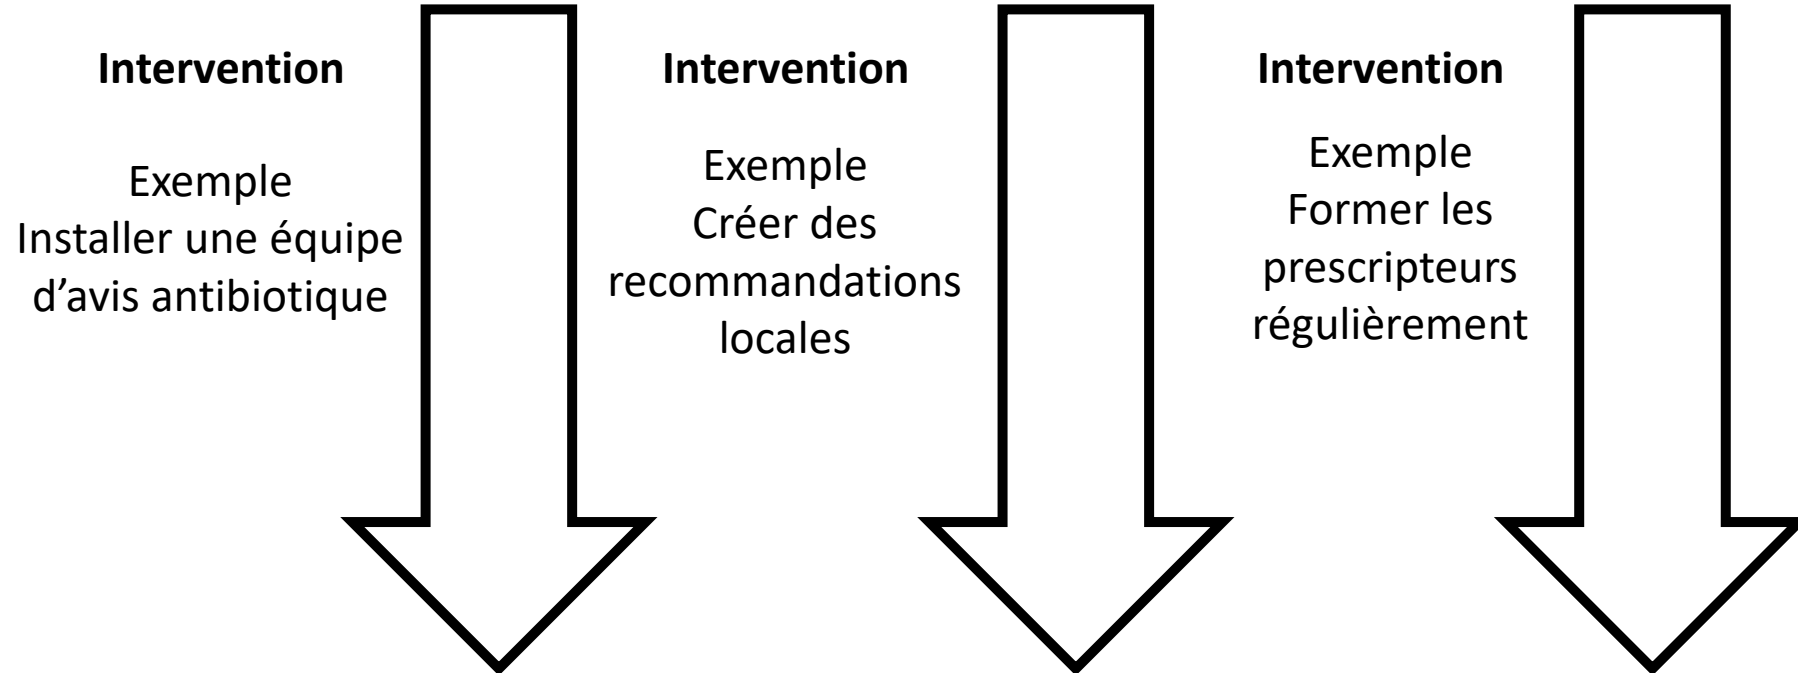 Intervention
Exemple
Installer une équipe
d’avis antibiotique
Intervention
Exemple
Créer des
recommandations
locales
Intervention
Exemple
Former les
prescripteurs
régulièrement